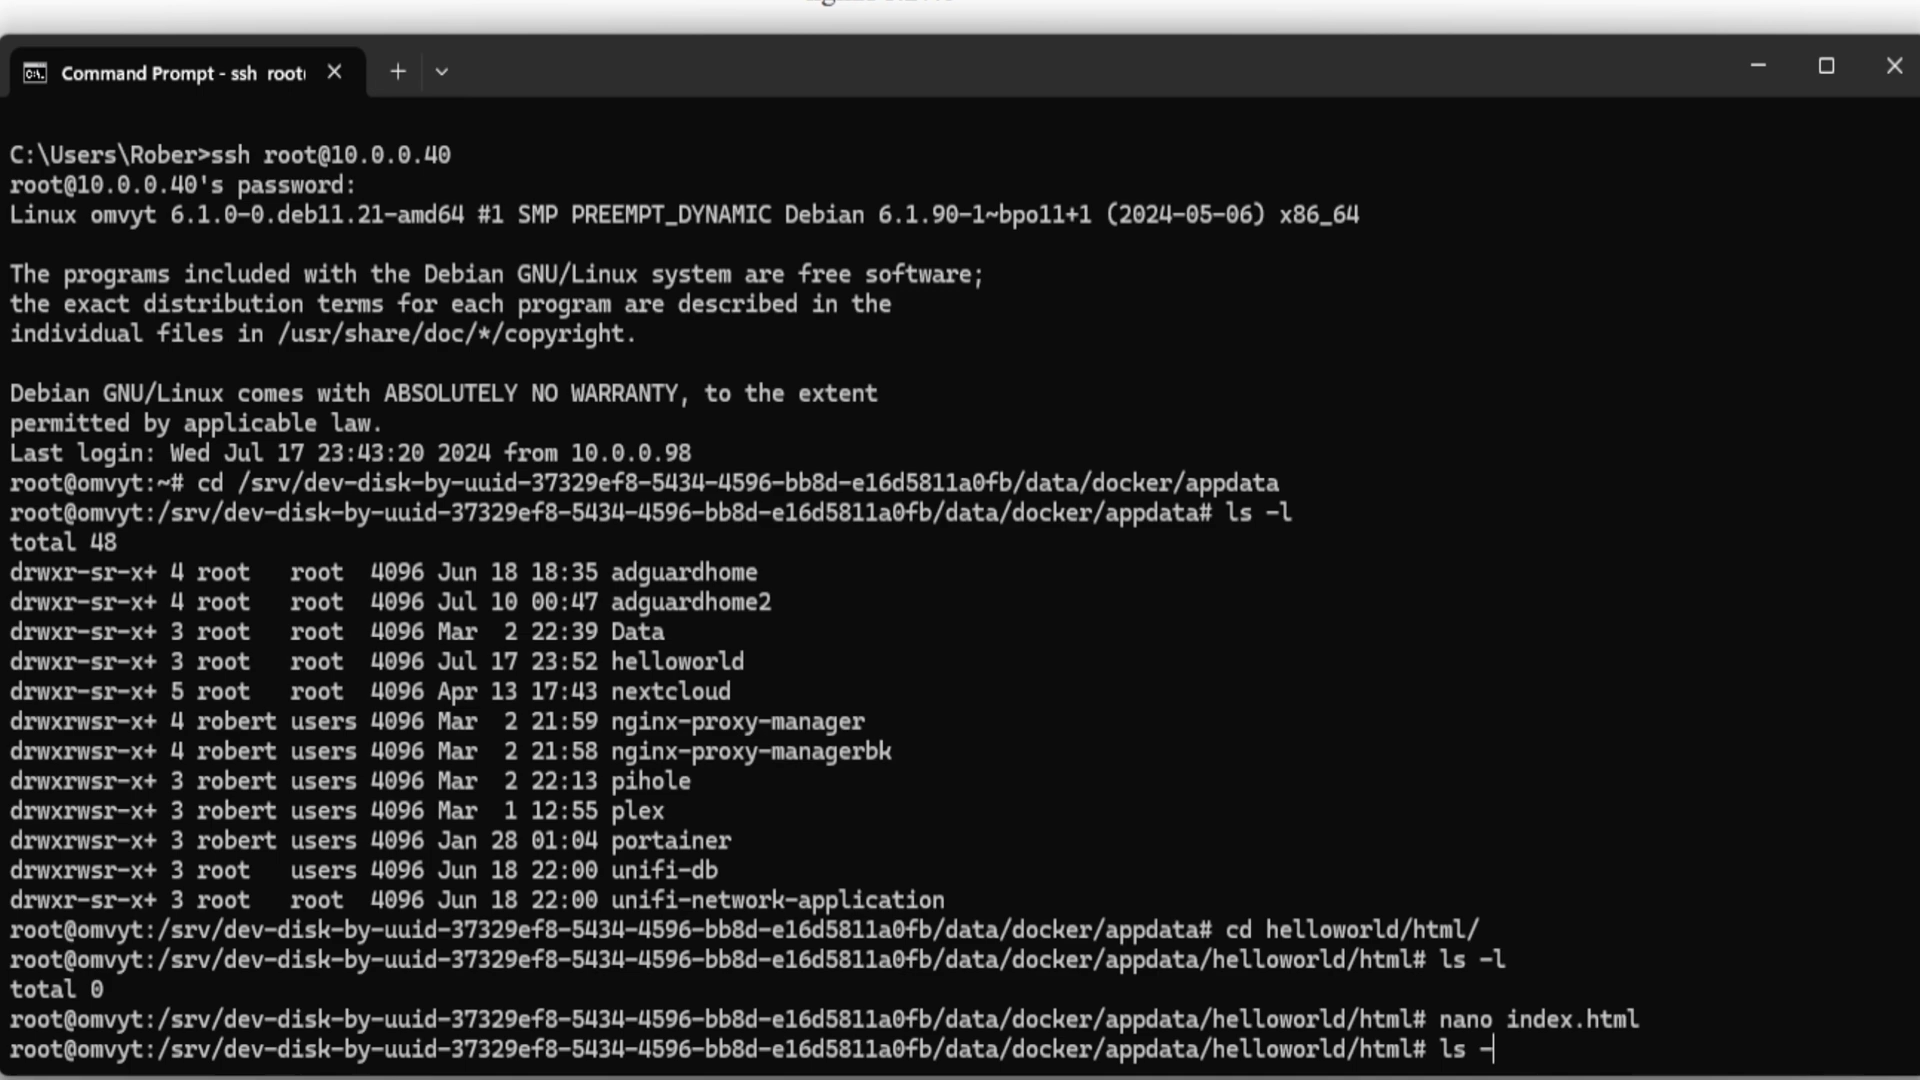 Command Prompt - ssh root
C:\Users\Rober>ssh root@10.0.0.40
root@10.0.0.40's password:
Linux omvyt 6.1.0-0.deb11.21-amd64 #1 SMP PREEMPT_DYNAMIC Debian 6.1.90-1~bpo11+1 (2024-05-06) x86_64
The programs included with the Debian GNU/Linux system are free software;
the exact distribution terms for each program are described in the
individual files in /usr/share/doc/*/copyright.
Debian GNU/Linux comes with ABSOLUTELY NO WARRANTY, to the extent
permitted by applicable law.
Last login: Wed Jul 17 23:43:20 2024 from 10.0.0.98
root@omvyt:~# cd /srv/dev-disk-by-uuid-37329ef8-5434-4596-bb8d-e16d5811a0fb/data/docker/appdata
root@omvyt:/srv/dev-disk-by-uuid-37329ef8-5434-4596-bb8d-e16d5811a0fb/data/docker/appdata# ls -l
total 48
drwxr-sr-x+ 4 root   root  4096 Jun 18 18:35 adguardhome
drwxr-sr-x+ 4 root   root  4096 Jul 10 00:47 adguardhome2
drwxr-sr-x+ 3 root   root  4096 Mar  2 22:39 Data
drwxr-sr-x+ 3 root   root  4096 Jul 17 23:52 helloworld
drwxr-sr-x+ 5 root   root  4096 Apr 13 17:43 nextcloud
drwxrwsr-x+ 4 robert users 4096 Mar  2 21:59 nginx-proxy-manager
drwxrwsr-x+ 4 robert users 4096 Mar  2 21:58 nginx-proxy-managerbk
drwxrwsr-x+ 3 robert users 4096 Mar  2 22:13 pihole
drwxrwsr-x+ 3 robert users 4096 Mar  1 12:55 plex
drwxrwsr-x+ 3 robert users 4096 Jan 28 01:04 portainer
drwxrwsr-x+ 3 root   users 4096 Jun 18 22:00 unifi-db
drwxrwsr-x+ 3 root   root  4096 Jun 18 22:00 unifi-network-application
root@omvyt:/srv/dev-disk-by-uuid-37329ef8-5434-4596-bb8d-e16d5811a0fb/data/docker/appdata# cd helloworld/html/
root@omvyt:/srv/dev-disk-by-uuid-37329ef8-5434-4596-bb8d-e16d5811a0fb/data/docker/appdata/helloworld/html# ls -l
total 0
root@omvyt:/srv/dev-disk-by-uuid-37329ef8-5434-4596-bb8d-e16d5811a0fb/data/docker/appdata/helloworld/html# nano index.html
root@omvyt:/srv/dev-disk-by-uuid-37329ef8-5434-4596-bb8d-e16d5811a0fb/data/docker/appdata/helloworld/html# ls -